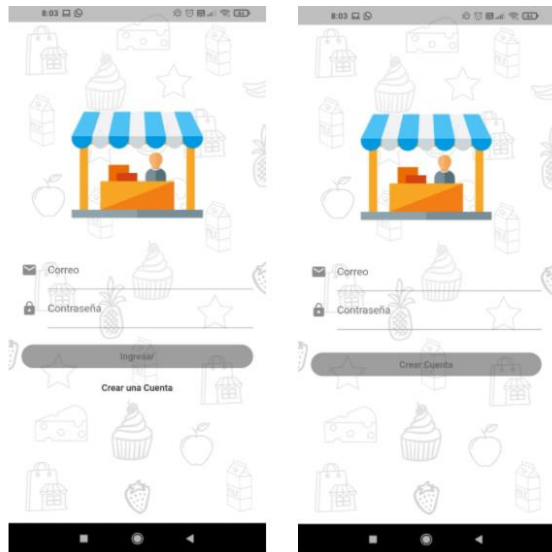 8:03
Correo
Contraseña
Ingresar
Crear una Cuenta
8:03
Correo
Contraseña
Crear Cuenta